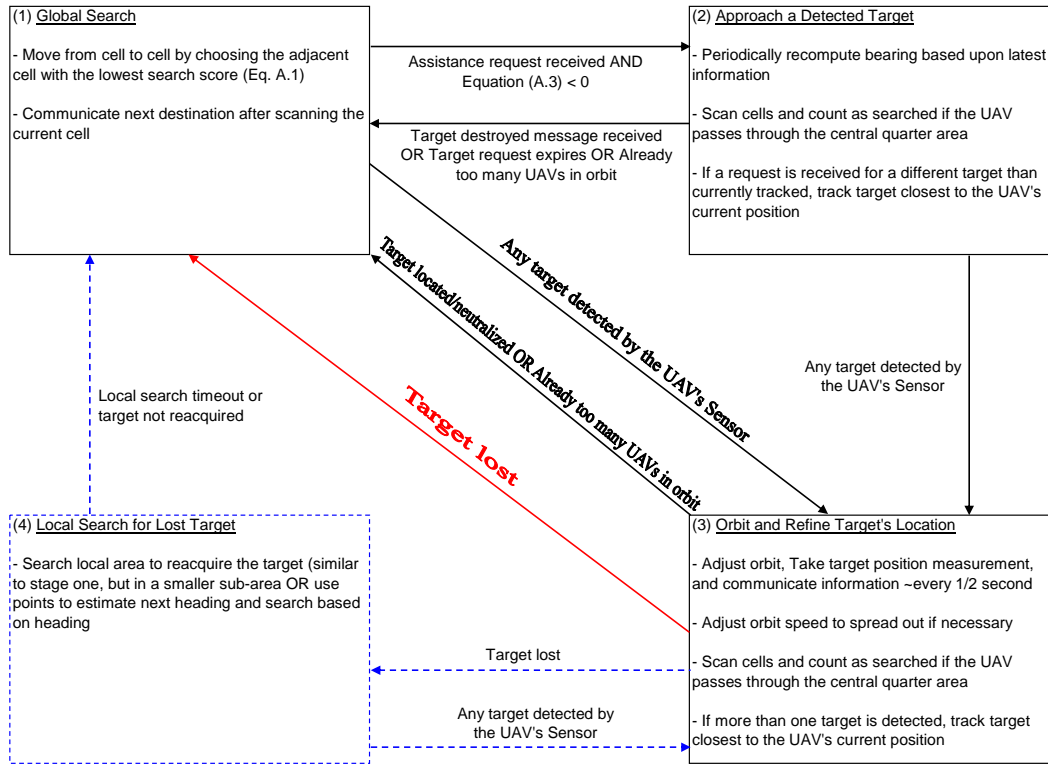 (1) Global Search
- Move from cell to cell by choosing the adjacent
cell with the lowest search score (Eq. A.1)
- Communicate next destination after scanning the
current cell
Assistance request received AND
Equation (A.3) < 0
Target destroyed message received
OR Target request expires OR Already
too many UAVs in orbit
(2) Approach a Detected Target
- Periodically recompute bearing based upon latest
information
- Scan cells and count as searched if the UAV
passes through the central quarter area
- If a request is received for a different target than
currently tracked, track target closest to the UAV's
current position
Any target detected by the UAV's Sensor
Target located/neutralized OR Already too many UAVs in orbit
Target lost
Any target detected by
the UAV's Sensor
Local search timeout or
target not reacquired
(4) Local Search for Lost Target
- Search local area to reacquire the target (similar
to stage one, but in a smaller sub-area OR use
points to estimate next heading and search based
on heading
Target lost
Any target detected by
the UAV's Sensor
(3) Orbit and Refine Target's Location
- Adjust orbit, Take target position measurement,
and communicate information ~every 1/2 second
- Adjust orbit speed to spread out if necessary
- Scan cells and count as searched if the UAV
passes through the central quarter area
- If more than one target is detected, track target
closest to the UAV's current position